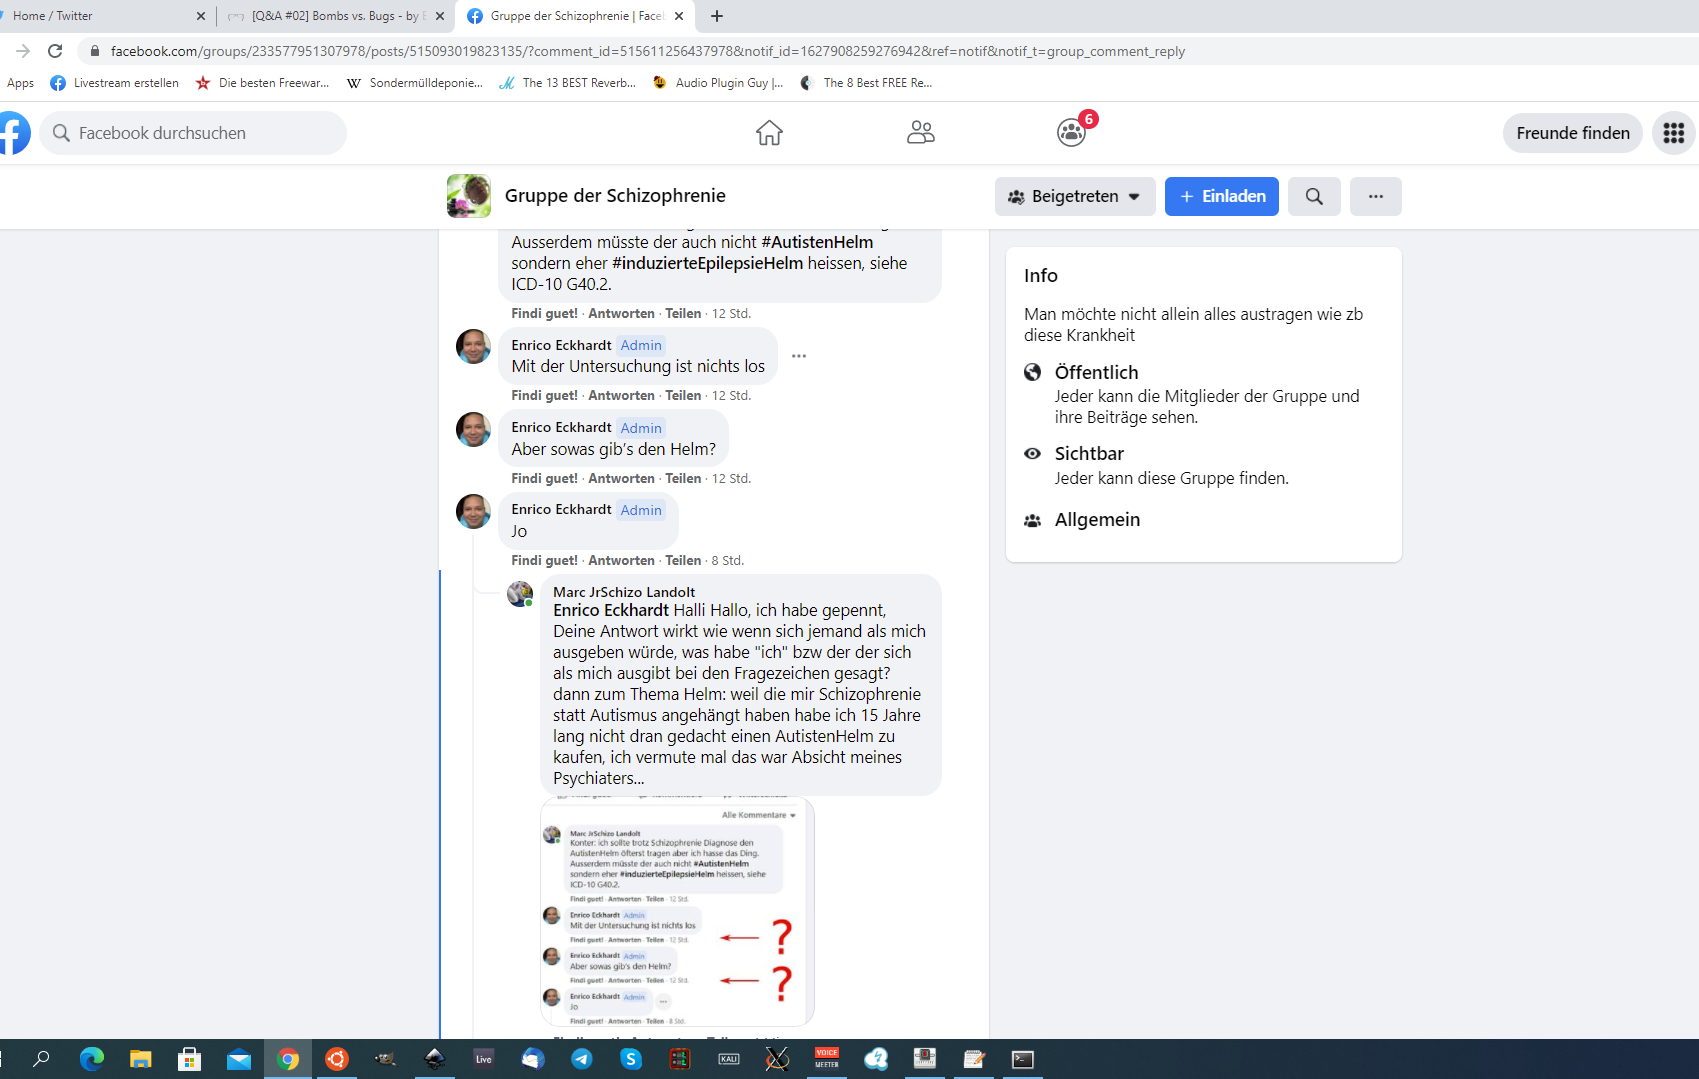 Home / Twitter
[Q&A #02] Bombs vs. Bugs - by E
Gruppe der Schizophrenie | Face
facebook.com/groups/233577951307978/posts/515093019823135/?comment_id=515611256437978&notif_id=1627908259276942&ref=notif&notif_t=group_comment_reply
Apps
Livestream erstellen
Die besten Freewar...
Sondermülldeponie...
The 13 BEST Reverb...
Audio Plugin Guy |...
The 8 Best FREE Re...
Facebook durchsuchen
6
Freunde finden
Gruppe der Schizophrenie
Beigetreten
+ Einladen
Ausserdem müsste der auch nicht #AutistenHelm
sondern eher #induzierteEpilepsieHelm heissen, siehe
ICD-10 G40.2.
Findi guet! · Antworten · Teilen · 12 Std.
Enrico Eckhardt Admin
Mit der Untersuchung ist nichts los
Findi guet! · Antworten · Teilen · 12 Std.
Enrico Eckhardt Admin
Aber sowas gib's den Helm?
Findi guet! · Antworten · Teilen · 12 Std.
Enrico Eckhardt Admin
Jo
Findi guet! · Antworten · Teilen · 8 Std.
Marc JrSchizo Landolt
Enrico Eckhardt Halli Hallo, ich habe gepennt,
Deine Antwort wirkt wie wenn sich jemand als mich
ausgeben würde, was habe "ich" bzw der der sich
als mich ausgibt bei den Fragezeichen gesagt?
dann zum Thema Helm: weil die mir Schizophrenie
statt Autismus angehängt haben habe ich 15 Jahre
lang nicht dran gedacht einen AutistenHelm zu
kaufen, ich vermute mal das war Absicht meines
Psychiaters...
Alle Kommentare
Marc JrSchizo Landolt
Konter: ich sollte trotz Schizophrenie Diagnose den
AutistenHelm öfterst tragen aber ich hasse das Ding.
Ausserdem müsste der auch nicht #AutistenHelm
sondern eher #induzierteEpilepsieHelm heissen, siehe
ICD-10 G40.2.
Findi guet! · Antworten · Teilen · 12 Std.
Enrico Eckhardt Admin
Mit der Untersuchung ist nichts los
Findi guet! · Antworten · Teilen · 12 Std.
?
Enrico Eckhardt Admin
Aber sowas gib's den Helm?
Findi guet! · Antworten · Teilen · 12 Std.
?
Enrico Eckhardt Admin
Jo
Findi guet! · Antworten · Teilen · 8 Std.
Info
Man möchte nicht allein alles austragen wie zb
diese Krankheit
Öffentlich
Jeder kann die Mitglieder der Gruppe und
ihre Beiträge sehen.
Sichtbar
Jeder kann diese Gruppe finden.
Allgemein
Live
KALI
VOICE
MEETER